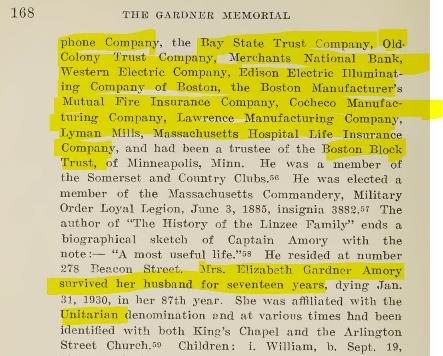 168 THE GARDNER MEMORIAL
phone Company, the Bay State Trust Company, Old
Colony Trust Company, Merchants National Bank,
Western Electric Company, Edison Electric Illuminat-
ing Company of Boston, the Boston Manufacturer's
Mutual Fire Insurance Company, Cocheco Manufac-
turing Company, Lawrence Manufacturing Company,
Lyman Mills, Massachusetts Hospital Life Insurance
Company, and had been a trustee of the Boston Block
Trust, of Minneapolis, Minn. He was a member of
the Somerset and Country Clubs.56 He was elected a
member of the Massachusetts Commandery, Military
Order Loyal Legion, June 3, 1885, insignia 3882.57 The
author of "The History of the Linzee Family" ends a
biographical sketch of Captain Amory with the
note:— "A most useful life."58 He resided at number
278 Beacon Street. Mrs. Elizabeth Gardner Amory
survived her husband for seventeen years, dying Jan.
31, 1930, in her 87th year. She was affiliated with the
Unitarian denomination and at various times had been
identified with both King's Chapel and the Arlington
Street Church.59 Children: i. William, b. Sept. 19,